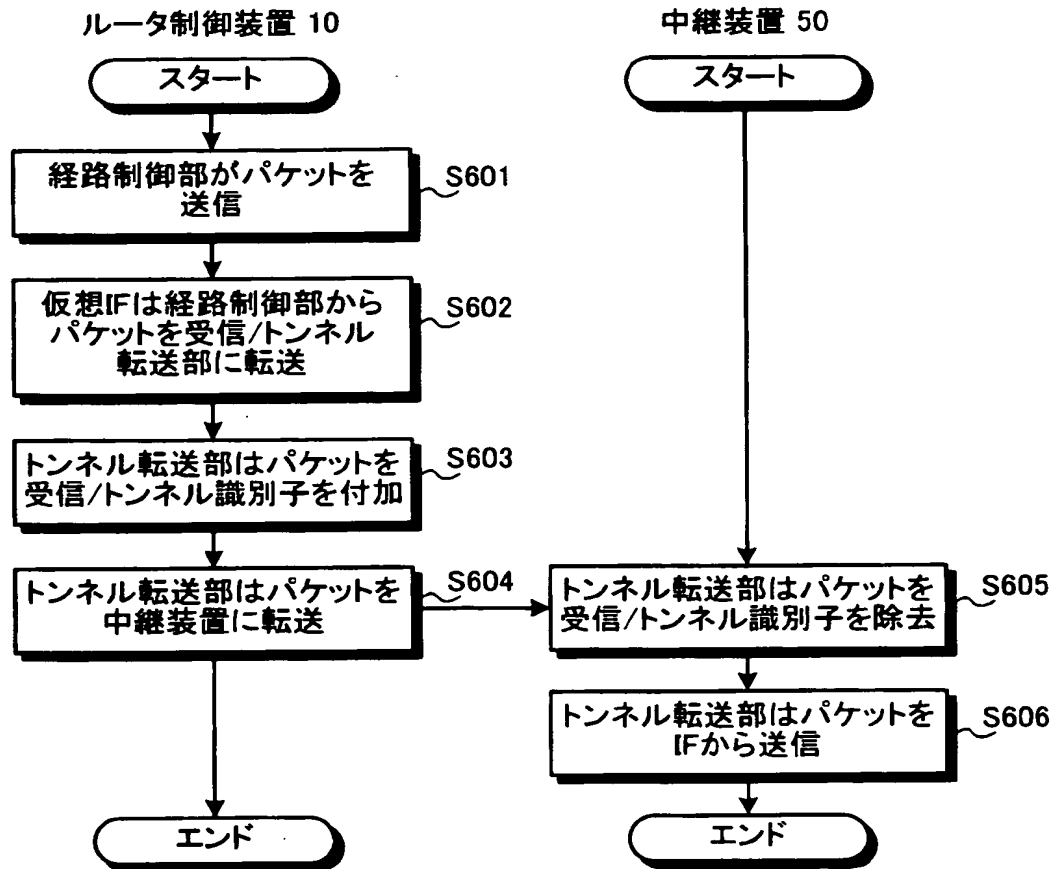 ルータ制御装置 10
スタート
経路制御部がパケットを
送信
S601
仮想IFは経路制御部から
パケットを受信/トンネル
転送部に転送
S602
トンネル転送部はパケットを
受信/トンネル識別子を付加
S603
トンネル転送部はパケットを
中継装置に転送
S604
エンド
中継装置 50
スタート
トンネル転送部はパケットを
受信/トンネル識別子を除去
S605
トンネル転送部はパケットを
IFから送信
S606
エンド